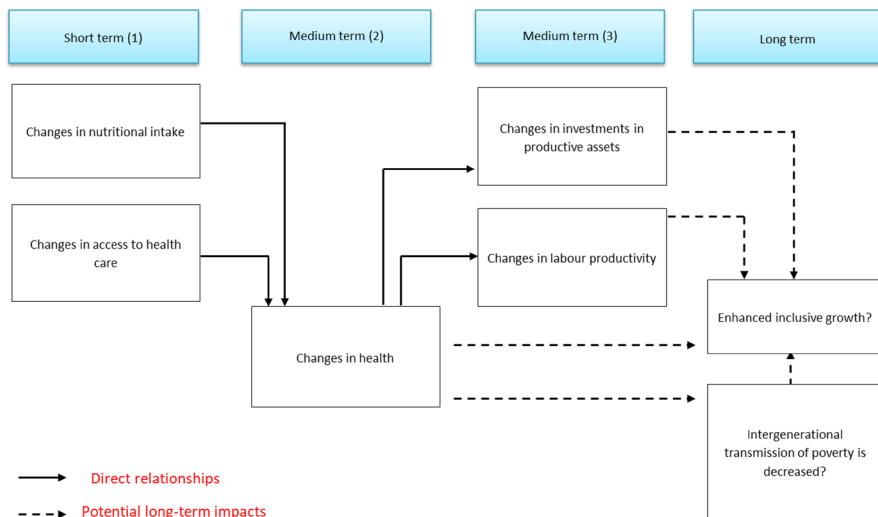 Short term (1)
Medium term (2)
Medium term (3)
Long term
Changes in nutritional intake
Changes in investments in
productive assets
Changes in access to health
care
Changes in labour productivity
Enhanced inclusive growth?
Changes in health
Intergenerational
transmission of poverty is
decreased?
Direct relationships
Potential long-term impacts